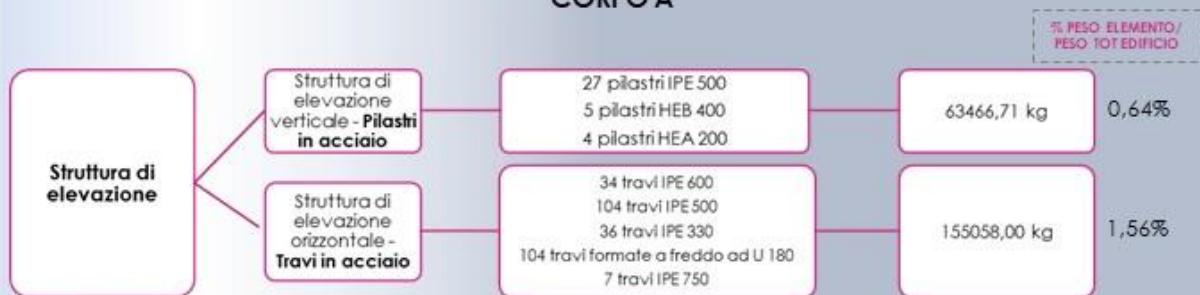 CORPO A
% PESO ELEMENTO/
PESO TOT EDIFICIO
Struttura di
elevazione
Struttura di
elevazione
verticale - Pilastri
in acciaio
27 pilastri IPE 500
5 pilastri HEB 400
4 pilastri HEA 200
63466,71 kg
0,64%
Struttura di
elevazione
orizzontale -
Travi in acciaio
34 travi IPE 600
104 travi IPE 500
36 travi IPE 330
104 travi formate a freddo ad U 180
7 travi IPE 750
155058,00 kg
1,56%